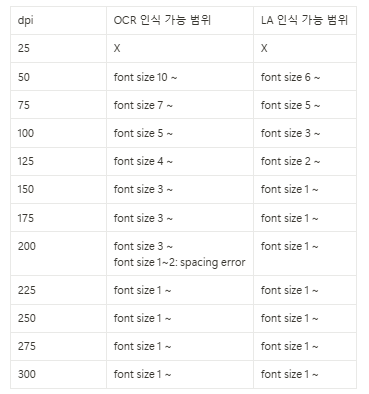 dpi OCR 인식 가능 범위 LA 인식 가능 범위
25 X X
50 font size 10 ~ font size 6 ~
75 font size 7 ~ font size 5 ~
100 font size 5 ~ font size 3 ~
125 font size 4 ~ font size 2 ~
150 font size 3 ~ font size 1 ~
175 font size 3 ~ font size 1 ~
200 font size 3 ~ font size 1 ~
font size 1~2: spacing error
225 font size 1 ~ font size 1 ~
250 font size 1 ~ font size 1 ~
275 font size 1 ~ font size 1 ~
300 font size 1 ~ font size 1 ~